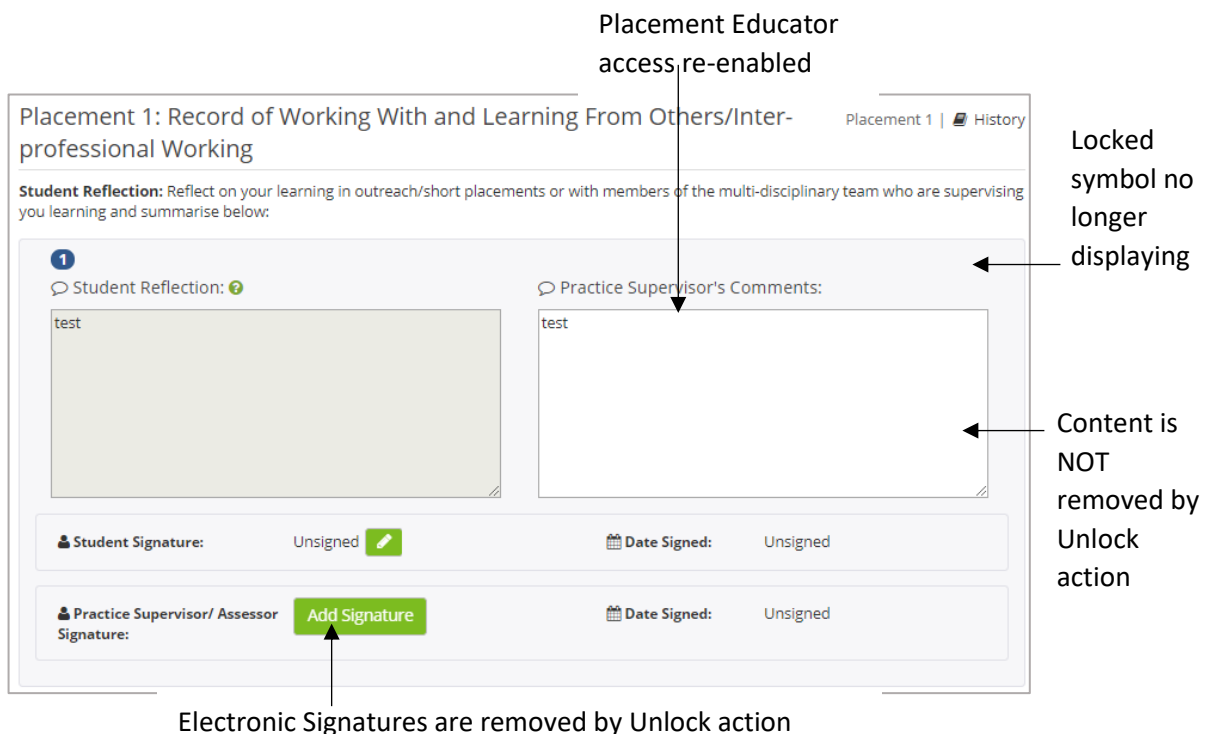 Placement Educator
access re-enabled
Placement 1: Record of Working With and Learning From Others/Inter-
professional Working
Placement 1 | History
Locked
symbol no
longer
displaying
Student Reflection: Reflect on your learning in outreach/short placements or with members of the multi-disciplinary team who are supervising
you learning and summarise below:
1
Student Reflection: ?
Practice Supervisor's Comments:
test
test
Content is
NOT
removed by
Unlock
action
Student Signature: Unsigned
Date Signed: Unsigned
Practice Supervisor/ Assessor
Signature:
Add Signature
Date Signed: Unsigned
Electronic Signatures are removed by Unlock action